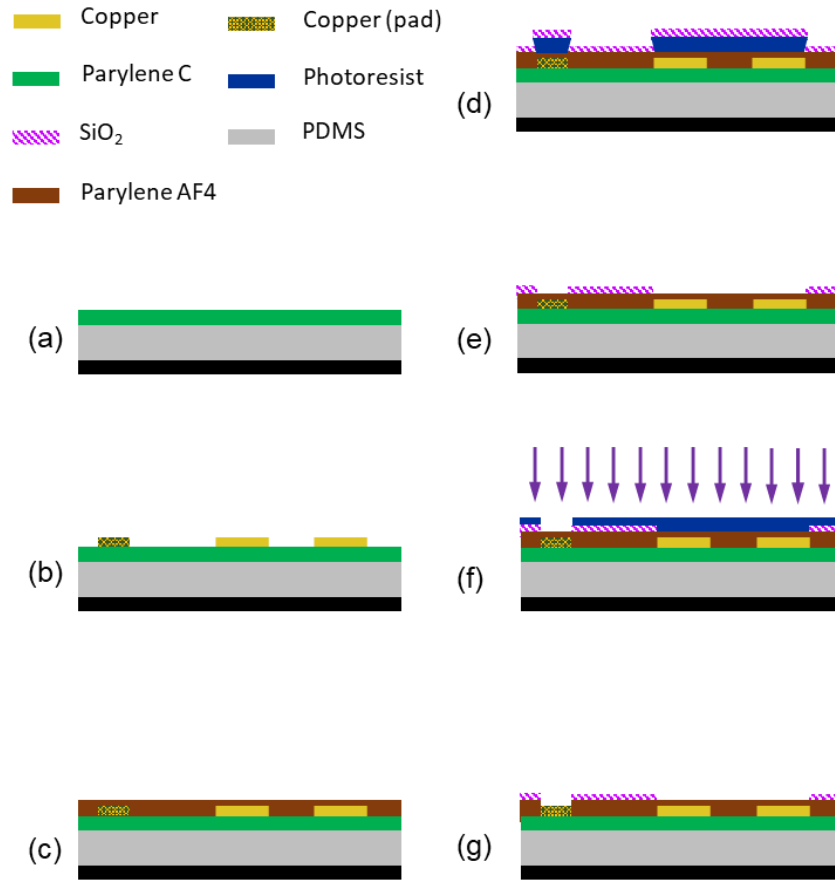 Copper
Copper (pad)
Parylene C
Photoresist
SiO₂
PDMS
Parylene AF4
(a)
(b)
(c)
(d)
(e)
(f)
(g)